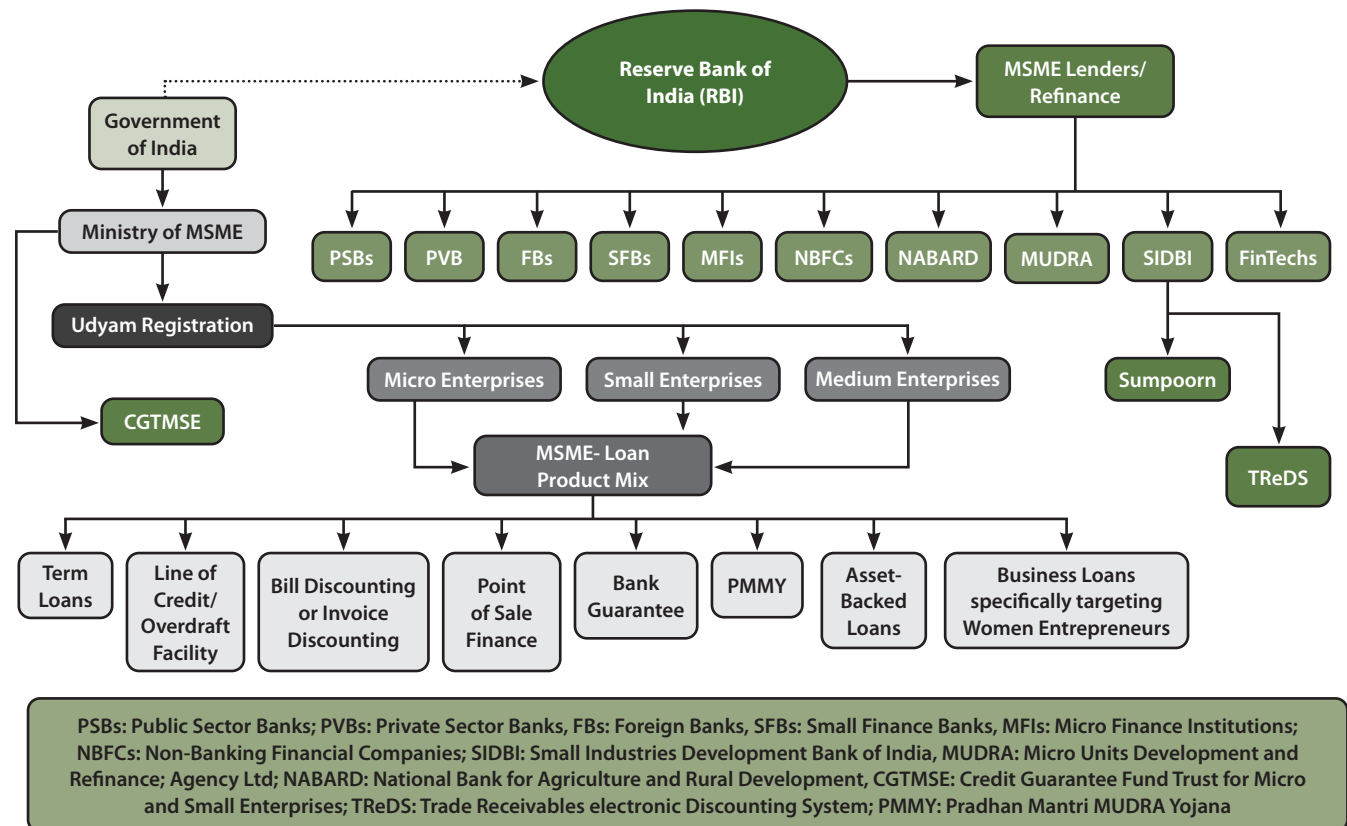 Reserve Bank of
India (RBI)
MSME Lenders/
Refinance
Government
of India
Ministry of MSME
PSBs
PVB
FBs
SFBs
MFIs
NBFCs
NABARD
MUDRA
SIDBI
FinTechs
Udyam Registration
Micro Enterprises
Small Enterprises
Medium Enterprises
Sumpoorn
CGTMSE
MSME- Loan
Product Mix
TReDS
Term
Loans
Line of
Credit/
Overdraft
Facility
Bill Discounting
or Invoice
Discounting
Point
of Sale
Finance
Bank
Guarantee
PMMY
Asset-
Backed
Loans
Business Loans
specifically targeting
Women Entrepreneurs
PSBs: Public Sector Banks; PVBs: Private Sector Banks, FBs: Foreign Banks, SFBs: Small Finance Banks, MFIs: Micro Finance Institutions;
NBFCs: Non-Banking Financial Companies; SIDBI: Small Industries Development Bank of India, MUDRA: Micro Units Development and
Refinance; Agency Ltd; NABARD: National Bank for Agriculture and Rural Development, CGTMSE: Credit Guarantee Fund Trust for Micro
and Small Enterprises; TReDS: Trade Receivables electronic Discounting System; PMMY: Pradhan Mantri MUDRA Yojana